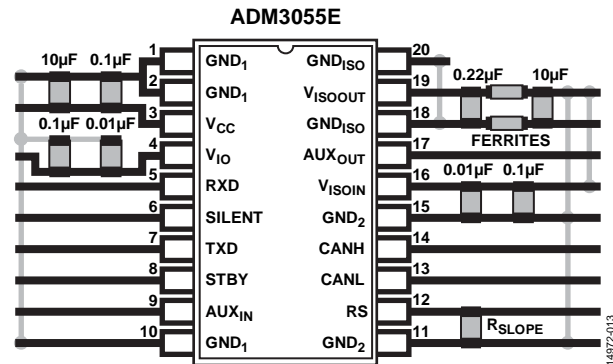 ADM3055E
10µF 0.1µF
0.1µF 0.01µF
1 GND1
2 GND1
3 VCC
4 VIO
5 RXD
6 SILENT
7 TXD
8 STBY
9 AUXIN
10 GND1
GNDISO 20
VISOOUT 19
GNDISO 18
AUXOUT 17
VISOIN 16
GND2 15
CANH 14
CANL 13
RS 12
GND2 11
0.22µF 10µF
FERRITES
0.01µF 0.1µF
RSLOPE